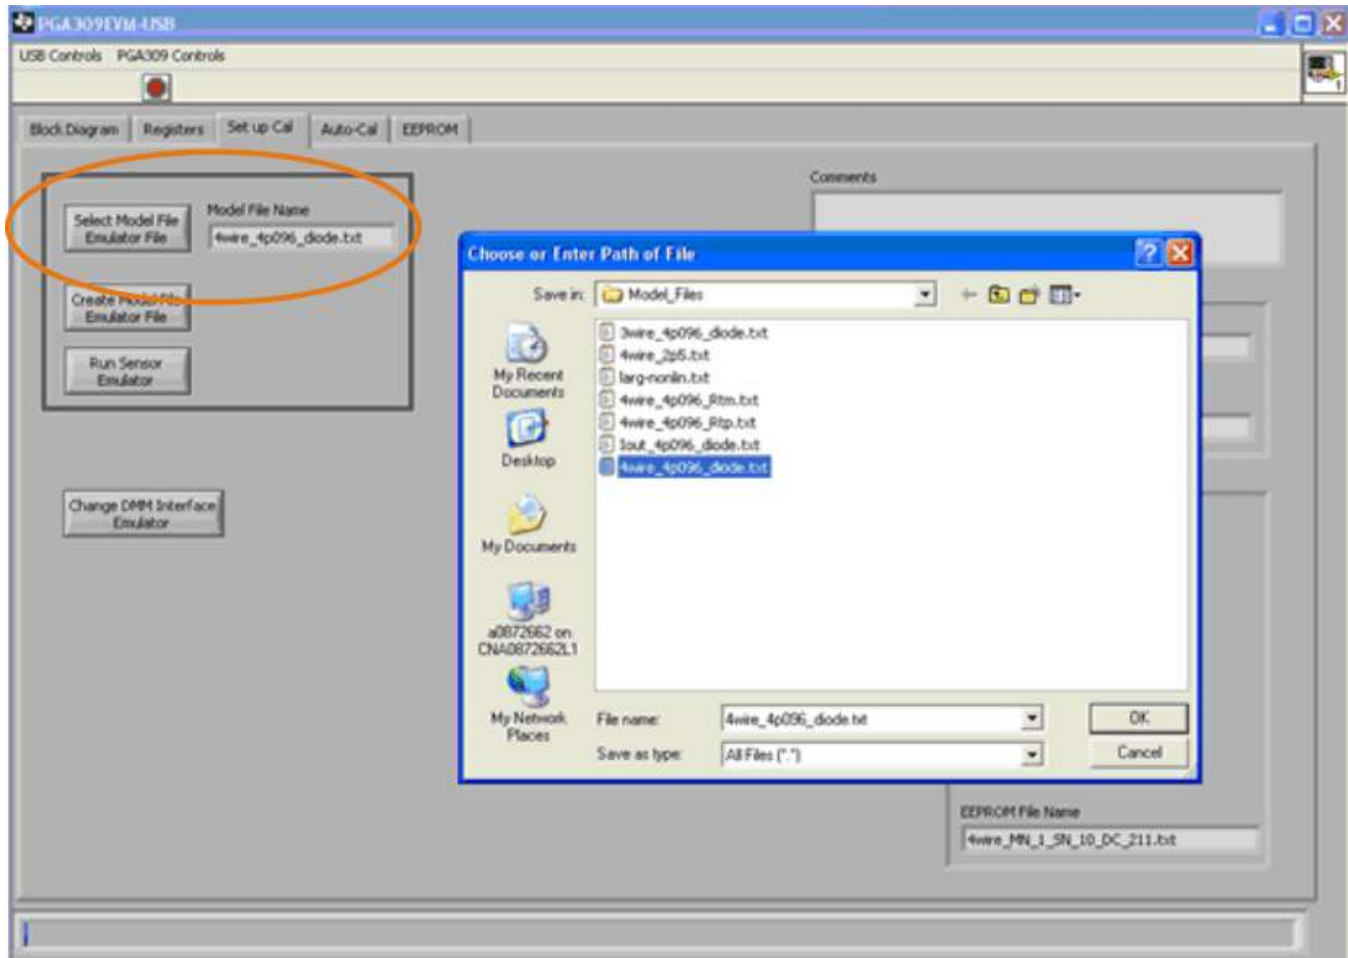 PGA309EVM-USB
USB Controls PGA309 Controls
1
Block Diagram Registers Set up Cal Auto-Cal EEPROM
Comments
Select Model File
Emulator File
Model File Name
4wire_4p096_diode.txt
Create Model File
Emulator File
Run Sensor
Emulator
Change DMM Interface
Emulator
Choose or Enter Path of File
Save in:
Model_Files
My Recent
Documents
Desktop
My Documents
a0872662 on
CNA0872662L1
My Network
Places
3wire_4p096_diode.txt
4wire_2p5.txt
larg-nonlin.txt
4wire_4p096_Rtm.txt
4wire_4p096_Rtp.txt
1out_4p096_diode.txt
4wire_4p096_diode.txt
File name:
4wire_4p096_diode.txt
OK
Save as type:
All Files (*.*)
Cancel
EEPROM File Name
4wire_MN_1_SN_10_DC_211.txt